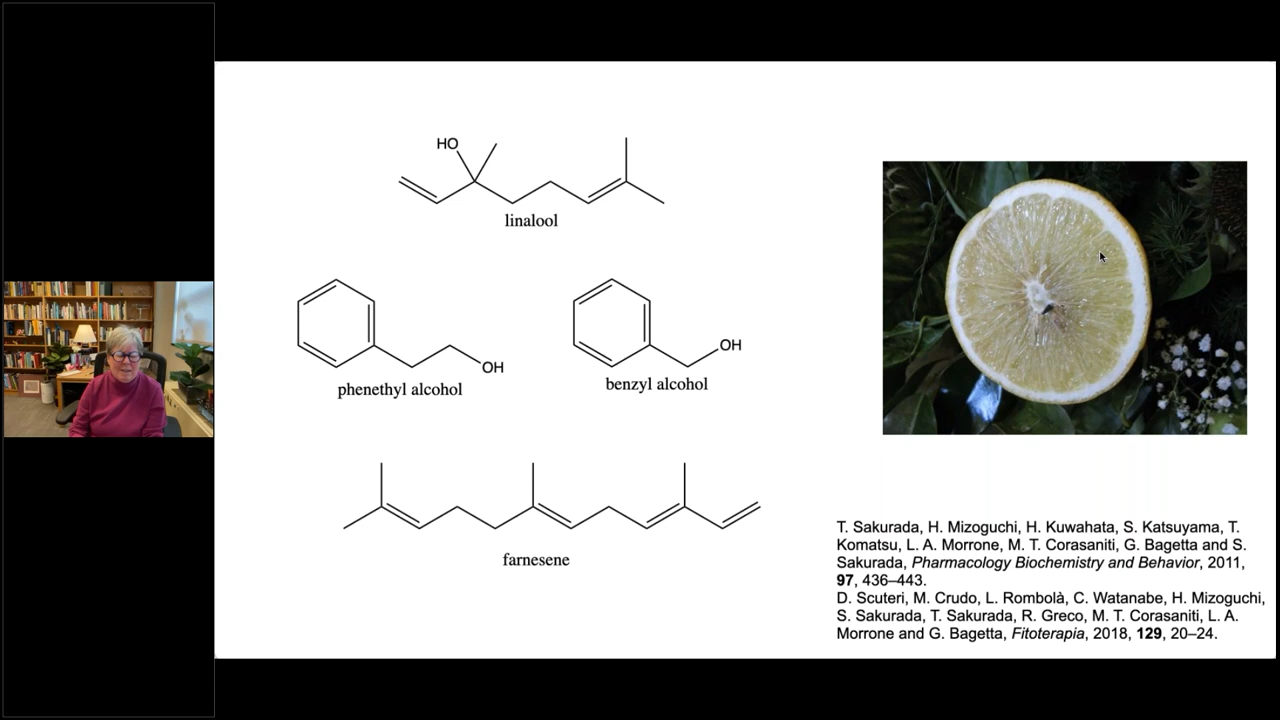 HO
linalool
OH
phenethyl alcohol
OH
benzyl alcohol
farnesene
T. Sakurada, H. Mizoguchi, H. Kuwahata, S. Katsuyama, T.
Komatsu, L. A. Morrone, M. T. Corasaniti, G. Bagetta and S.
Sakurada, Pharmacology Biochemistry and Behavior, 2011,
97, 436–443.
D. Scuteri, M. Crudo, L. Rombolà, C. Watanabe, H. Mizoguchi,
S. Sakurada, T. Sakurada, R. Greco, M. T. Corasaniti, L. A.
Morrone and G. Bagetta, Fitoterapia, 2018, 129, 20–24.